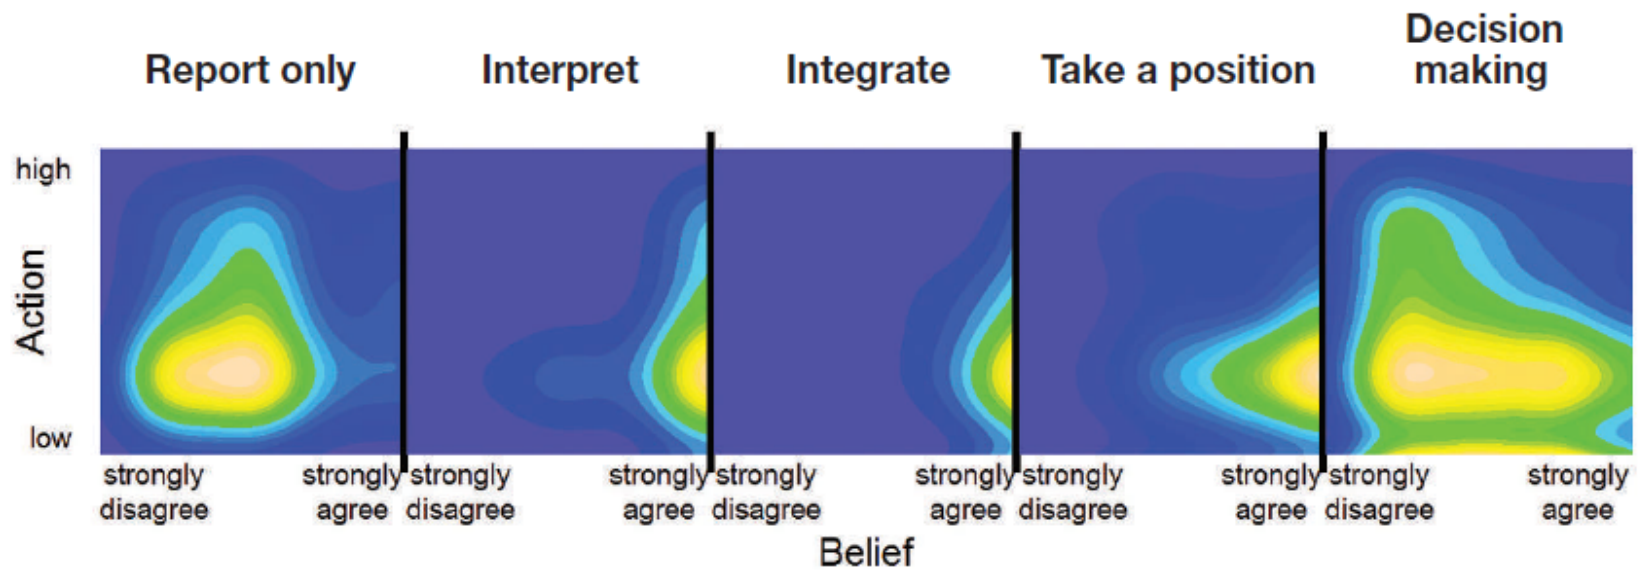 Report only
Interpret
Integrate
Take a position
Decision
making
high
Action
low
strongly
disagree
strongly
agree
strongly
disagree
strongly
agree
strongly
disagree
strongly
agree
strongly
disagree
strongly
agree
strongly
disagree
strongly
agree
Belief